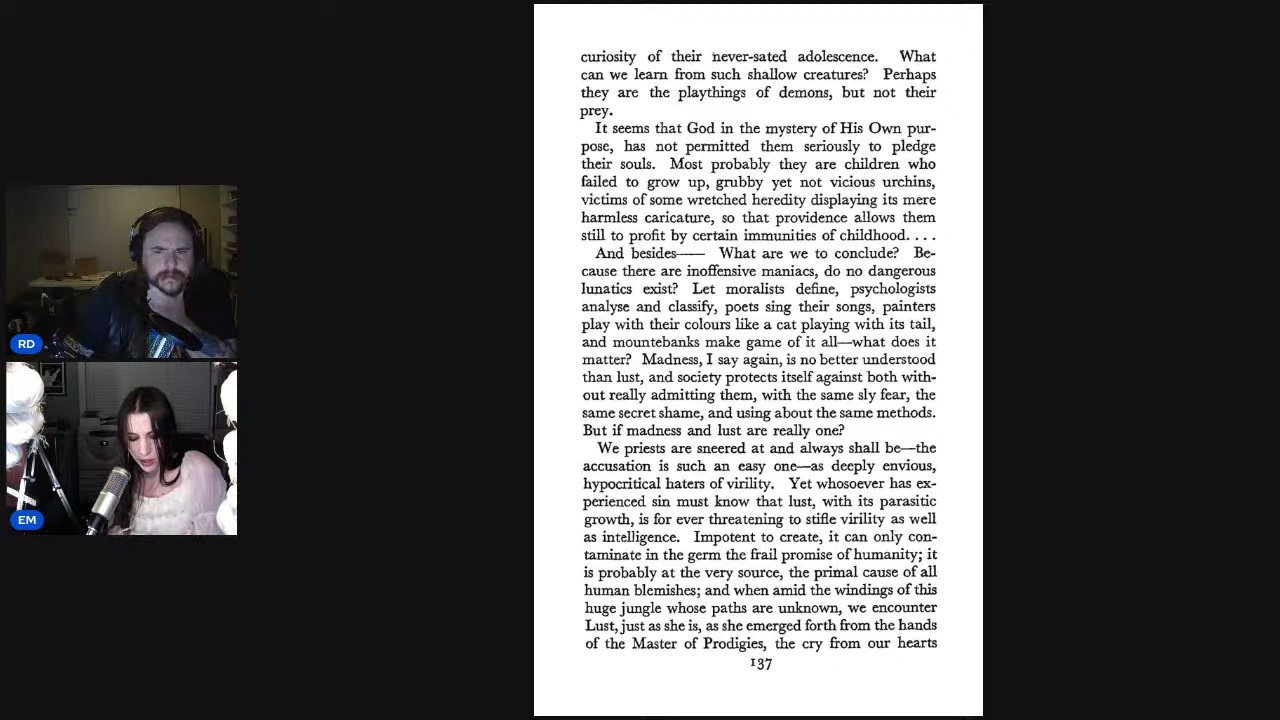 curiosity of their never-sated adolescence. What
can we learn from such shallow creatures? Perhaps
they are the playthings of demons, but not their
prey.
It seems that God in the mystery of His Own pur-
pose, has not permitted them seriously to pledge
their souls. Most probably they are children who
failed to grow up, grubby yet not vicious urchins,
victims of some wretched heredity displaying its mere
harmless caricature, so that providence allows them
still to profit by certain immunities of childhood. . . .
And besides—— What are we to conclude? Be-
cause there are inoffensive maniacs, do no dangerous
lunatics exist? Let moralists define, psychologists
analyse and classify, poets sing their songs, painters
play with their colours like a cat playing with its tail,
and mountebanks make game of it all—what does it
matter? Madness, I say again, is no better understood
than lust, and society protects itself against both with-
out really admitting them, with the same sly fear, the
same secret shame, and using about the same methods.
But if madness and lust are really one?
We priests are sneered at and always shall be—the
accusation is such an easy one—as deeply envious,
hypocritical haters of virility. Yet whosoever has ex-
perienced sin must know that lust, with its parasitic
growth, is for ever threatening to stifle virility as well
as intelligence. Impotent to create, it can only con-
taminate in the germ the frail promise of humanity; it
is probably at the very source, the primal cause of all
human blemishes; and when amid the windings of this
huge jungle whose paths are unknown, we encounter
Lust, just as she is, as she emerged forth from the hands
of the Master of Prodigies, the cry from our hearts
137
RD
EM